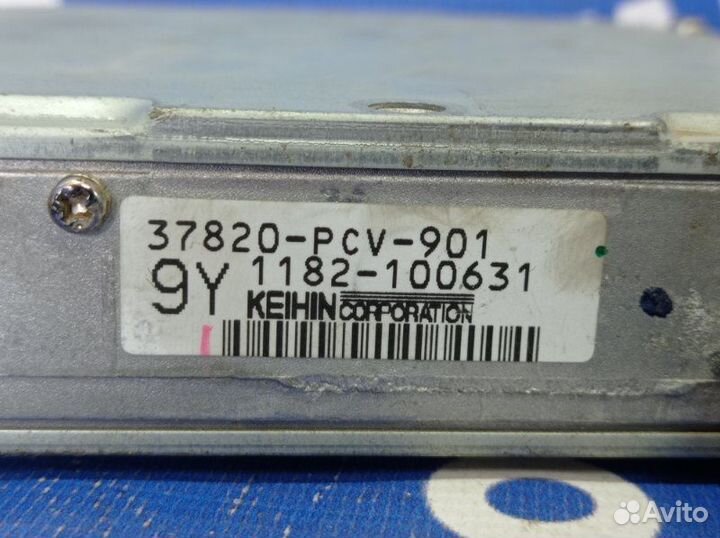 37820-PCV-901
9Y 1182-100631
KEIHIN CORPORATION
Avito